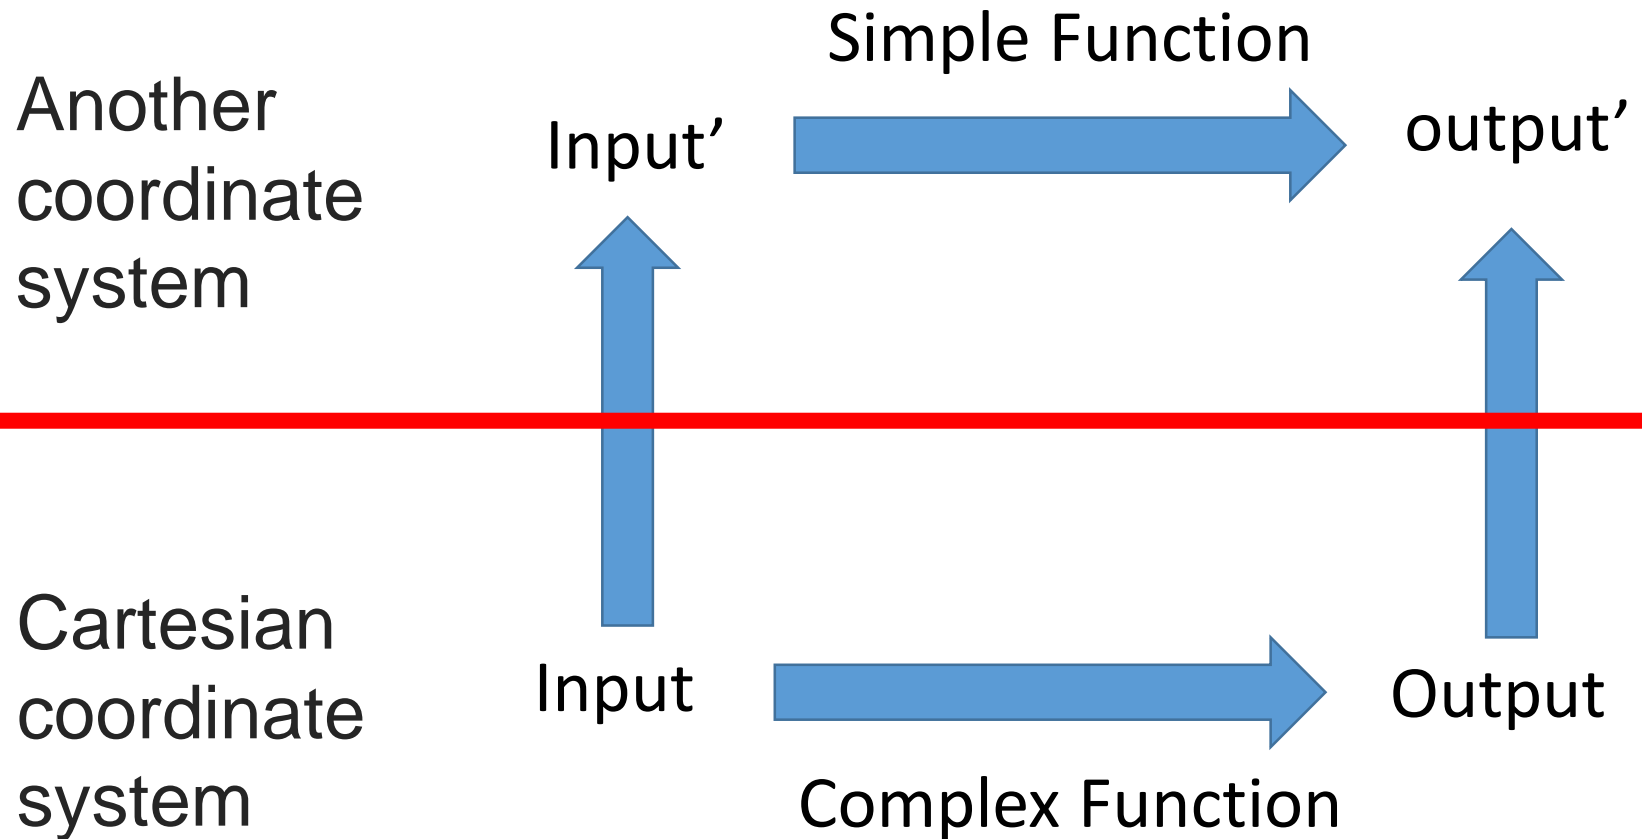 Simple Function
Another
coordinate
system
Input’
output’
Cartesian
coordinate
system
Input
Output
Complex Function